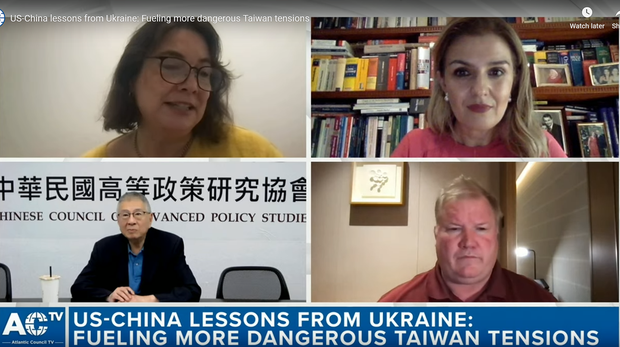 US-China lessons from Ukraine: Fueling more dangerous Taiwan tensions
Watch later
Sh
中華民國高等政策研究協會
CHINESE COUNCIL O ADVANCED POLICY STUDIE
AC TV
Atlantic Council TV
US-CHINA LESSONS FROM UKRAINE:
FUELING MORE DANGEROUS TAIWAN TENSIONS